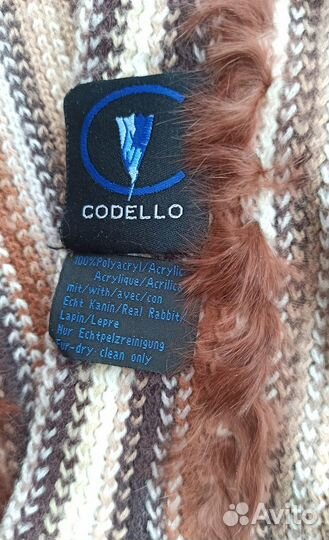 CODELLO
100%Polyacryl/Acrylic
Acrylique/Acrilico
mit/with/avec/con
Echt Kanin/Real Rabbit/
Lapin/Lepre
Nur Echtpelzreinigung
Fur-dry clean only
Avito